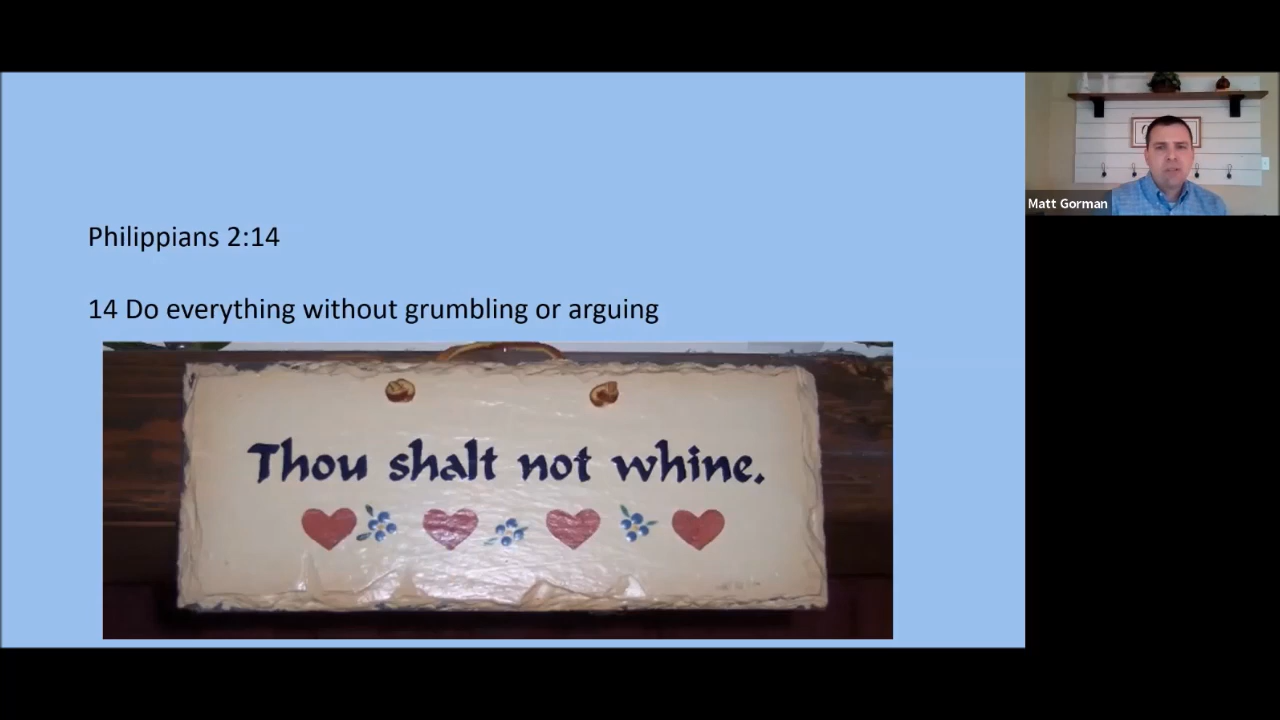 Philippians 2:14
14 Do everything without grumbling or arguing
Thou shalt not whine.
Matt Gorman